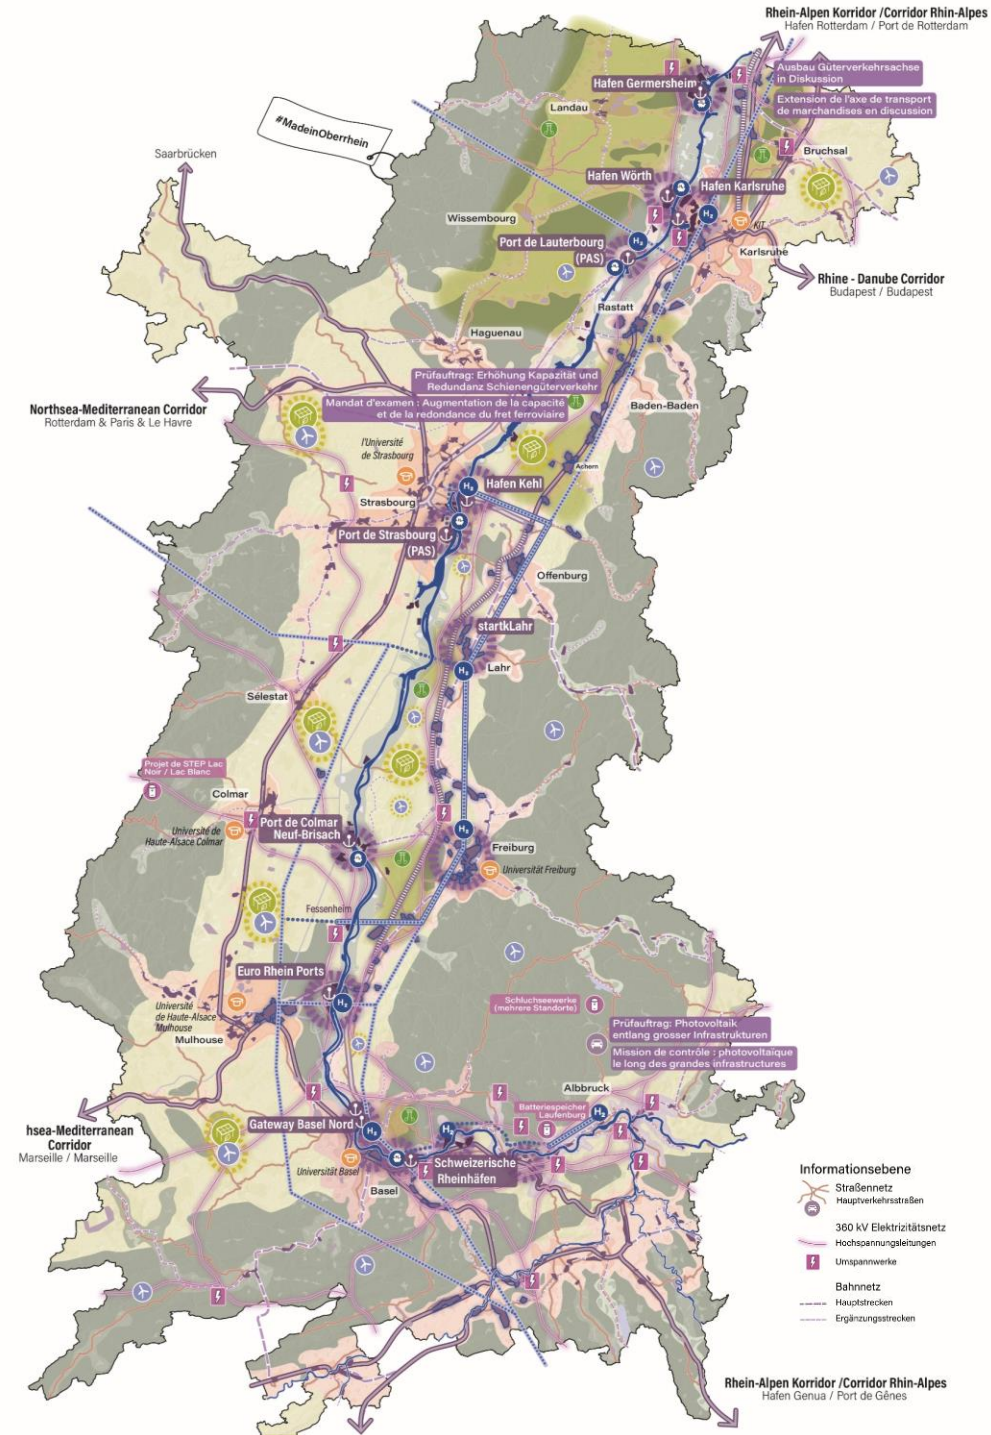 Rhein-Alpen Korridor /Corridor Rhin-Alpes
Hafen Rotterdam / Port de Rotterdam
Ausbau Güterverkehrsachse
in Diskussion
Extension de l'axe de transport
de marchandises en discussion
Hafen Germersheim
Landau
#MadeinOberrhein
Bruchsal
Saarbrücken
Hafen Wörth
Hafen Karlsruhe
H₂
KIT
Wissembourg
Port de Lauterbourg
(PAS)
H₂
Karlsruhe
Rhine - Danube Corridor
Budapest / Budapest
Rastatt
Haguenau
Prüfauftrag: Erhöhung Kapazität und
Redundanz Schienengüterverkehr
Mandat d'examen : Augmentation de la capacité
et de la redondance du fret ferroviaire
Baden-Baden
Northsea-Mediterranean Corridor
Rotterdam & Paris & Le Havre
l'Université
de Strasbourg
Achern
Hafen Kehl
H₂
Strasbourg
Port de Strasbourg
(PAS)
Offenburg
startkLahr
Lahr
H₂
Sélestat
Projet de STEP Lac
Noir / Lac Blanc
Colmar
Université de
Haute-Alsace Colmar
Port de Colmar
Neuf-Brisach
H₂
Freiburg
Universität Freiburg
Fessenheim
Euro Rhein Ports
H₂
Université
de Haute-Alsace
Mulhouse
Mulhouse
Schluchseewerke
(mehrere Standorte)
Prüfauftrag: Photovoltaik
entlang grosser Infrastrukturen
Mission de contrôle : photovoltaïque
le long des grandes infrastructures
Albbruck
H₂
Batteriespeicher
Laufenburg
hsea-Mediterranean
Corridor
Marseille / Marseille
Gateway Basel Nord
H₂
H₂
Universität Basel
Basel
Schweizerische
Rheinhäfen
Informationsebene
Straßennetz
Hauptverkehrsstraßen
360 kV Elektrizitätsnetz
Hochspannungsleitungen
Umspannwerke
Bahnnetz
Hauptstrecken
Ergänzungsstrecken
Rhein-Alpen Korridor /Corridor Rhin-Alpes
Hafen Genua / Port de Gênes